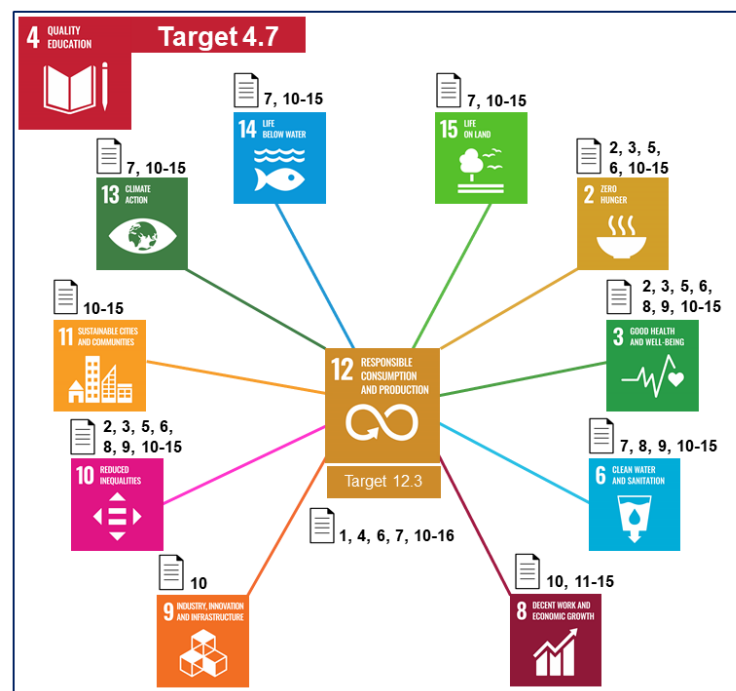 4 QUALITY
EDUCATION
Target 4.7
7, 10-15
14 LIFE
BELOW WATER
7, 10-15
15 LIFE
ON LAND
7, 10-15
13 CLIMATE
ACTION
2, 3, 5,
6, 10-15
2 ZERO
HUNGER
10-15
11 SUSTAINABLE CITIES
AND COMMUNITIES
2, 3, 5, 6,
8, 9, 10-15
3 GOOD HEALTH
AND WELL-BEING
12 RESPONSIBLE
CONSUMPTION
AND PRODUCTION
Target 12.3
1, 4, 6, 7, 10-16
2, 3, 5, 6,
8, 9, 10-15
10 REDUCED
INEQUALITIES
7, 8, 9, 10-15
6 CLEAN WATER
AND SANITATION
10
9 INDUSTRY, INNOVATION
AND INFRASTRUCTURE
10, 11-15
8 DECENT WORK AND
ECONOMIC GROWTH